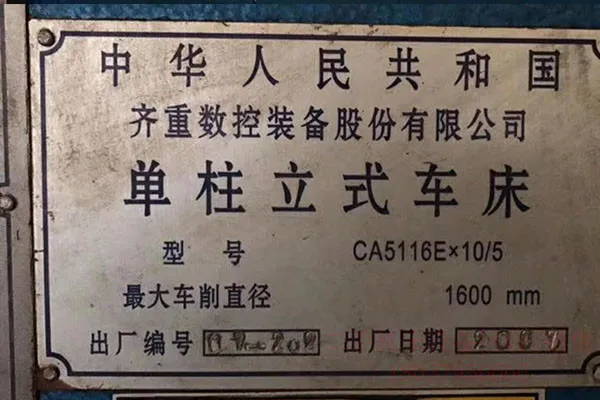 中华人民共和国
齐重数控装备股份有限公司
单柱立式车床
型号 CA5116E×10/5
最大车削直径 1600 mm
出厂编号 出厂日期